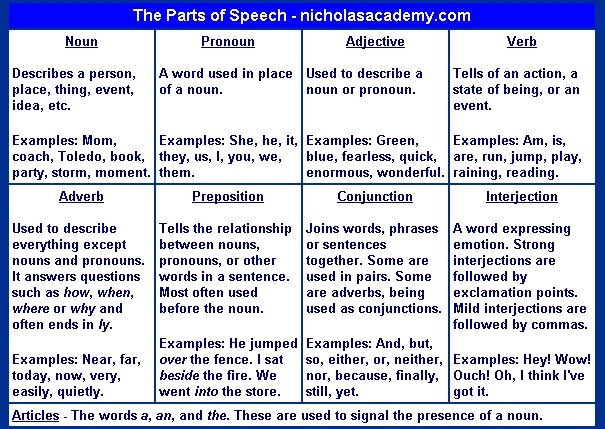 The Parts of Speech - nicholasacademy.com
Noun
Describes a person,
place, thing, event,
idea, etc.
Examples: Mom,
coach, Toledo, book,
party, storm, moment.
Pronoun
A word used in place
of a noun.
Examples: She, he, it,
they, us, I, you, we,
them.
Adjective
Used to describe a
noun or pronoun.
Examples: Green,
blue, fearless, quick,
enormous, wonderful.
Verb
Tells of an action, a
state of being, or an
event.
Examples: Am, is,
are, run, jump, play,
raining, reading.
Adverb
Used to describe
everything except
nouns and pronouns.
It answers questions
such as how, when,
where or why and
often ends in ly.
Examples: Near, far,
today, now, very,
easily, quietly.
Preposition
Tells the relationship
between nouns,
pronouns, or other
words in a sentence.
Most often used
before the noun.
Examples: He jumped
over the fence. I sat
beside the fire. We
went into the store.
Conjunction
Joins words, phrases
or sentences
together. Some are
used in pairs. Some
are adverbs, being
used as conjunctions.
Examples: And, but,
so, either, or, neither,
nor, because, finally,
still, yet.
Interjection
A word expressing
emotion. Strong
interjections are
followed by
exclamation points.
Mild interjections are
followed by commas.
Examples: Hey! Wow!
Ouch! Oh, I think I've
got it.
Articles - The words a, an, and the. These are used to signal the presence of a noun.